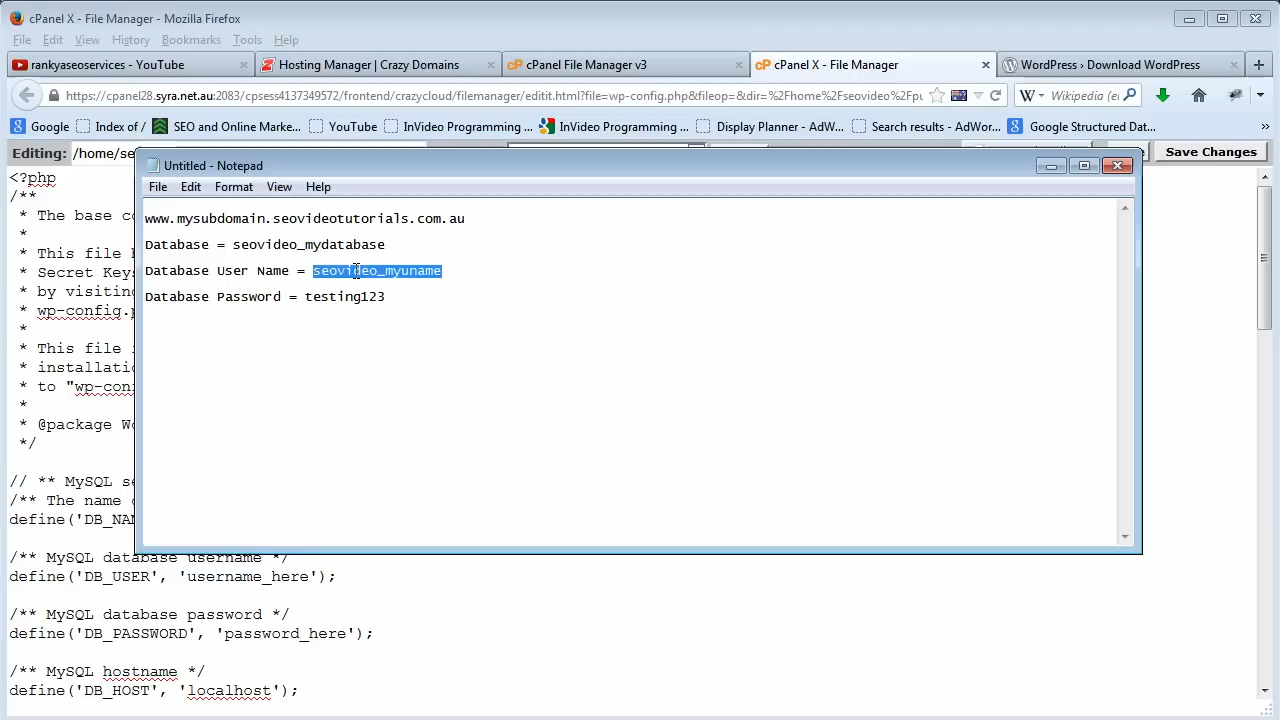 cPanel X - File Manager - Mozilla Firefox
File Edit View History Bookmarks Tools Help
rankyaseoservices - YouTube
Hosting Manager | Crazy Domains
cPanel File Manager v3
cPanel X - File Manager
WordPress › Download WordPress
https://cpanel28.syra.net.au:2083/cpsess4137349572/frontend/crazycloud/filemanager/editit.html?file=wp-config.php&fileop=&dir=%2Fhome%2Fseovideo%2Fpu
Wikipedia (e
Google Index of / SEO and Online Marke... YouTube InVideo Programming ... InVideo Programming ... Display Planner - AdW... Search results - AdWor... Google Structured Dat...
Editing: /home/se
Save Changes
Untitled - Notepad
File Edit Format View Help
www.mysubdomain.seovideotutorials.com.au
Database = seovideo_mydatabase
Database User Name = seovideo_myuname
Database Password = testing123
<?php
/**
* The base co
*
* This file h
* Secret Keys
* by visiting
* wp-config.p
*
* This file i
* installatio
* to "wp-con
*
* @package Wo
*/
// ** MySQL se
/** The name o
define('DB_NAM
/** MySQL database username */
define('DB_USER', 'username_here');
/** MySQL database password */
define('DB_PASSWORD', 'password_here');
/** MySQL hostname */
define('DB_HOST', 'localhost');